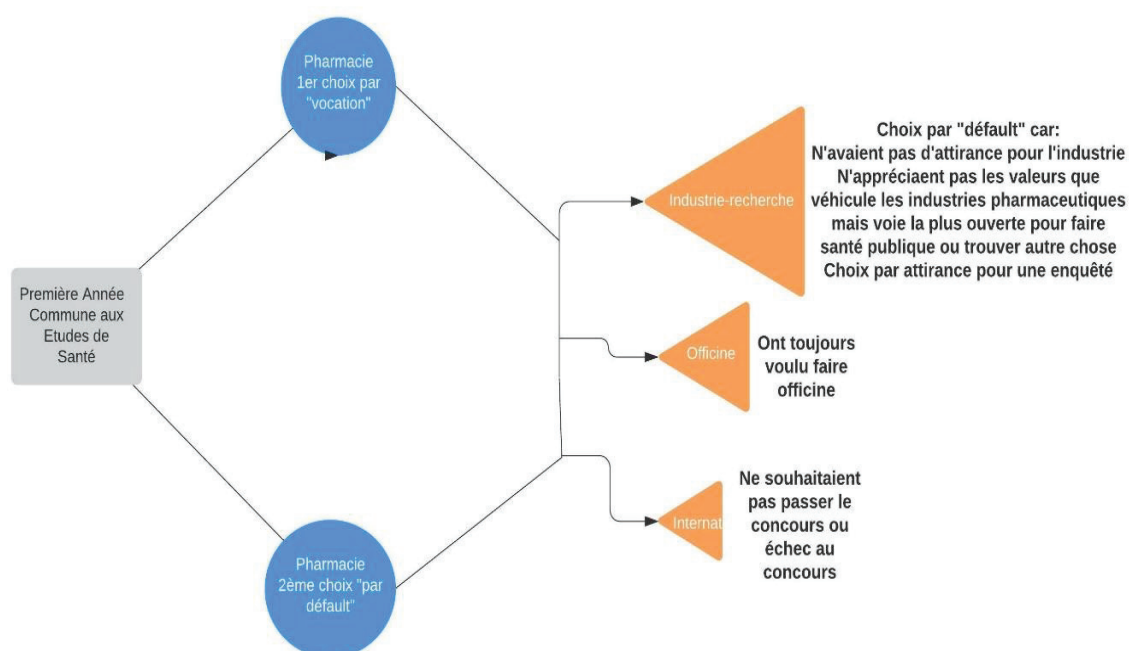 Pharmacie
1er choix par
"vocation"
Première Année
Commune aux
Etudes de
Santé
Pharmacie
2ème choix "par
défault"
Industrie-recherche
Choix par "défault" car:
N'avaient pas d'attirance pour l'industrie
N'appréciaent pas les valeurs que
véhicule les industries pharmaceutiques
mais voie la plus ouverte pour faire
santé publique ou trouver autre chose
Choix par attirance pour une enquêté
Officine
Ont toujours
voulu faire
officine
Internat
Ne souhaitaient
pas passer le
concours ou
échec au
concours